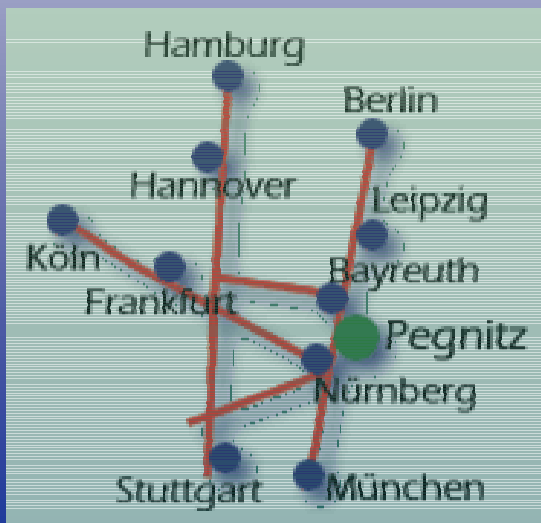 Hamburg
Berlin
Hannover
Leipzig
Köln
Bayreuth
Frankfurt
Pegnitz
Nürnberg
Stuttgart
München